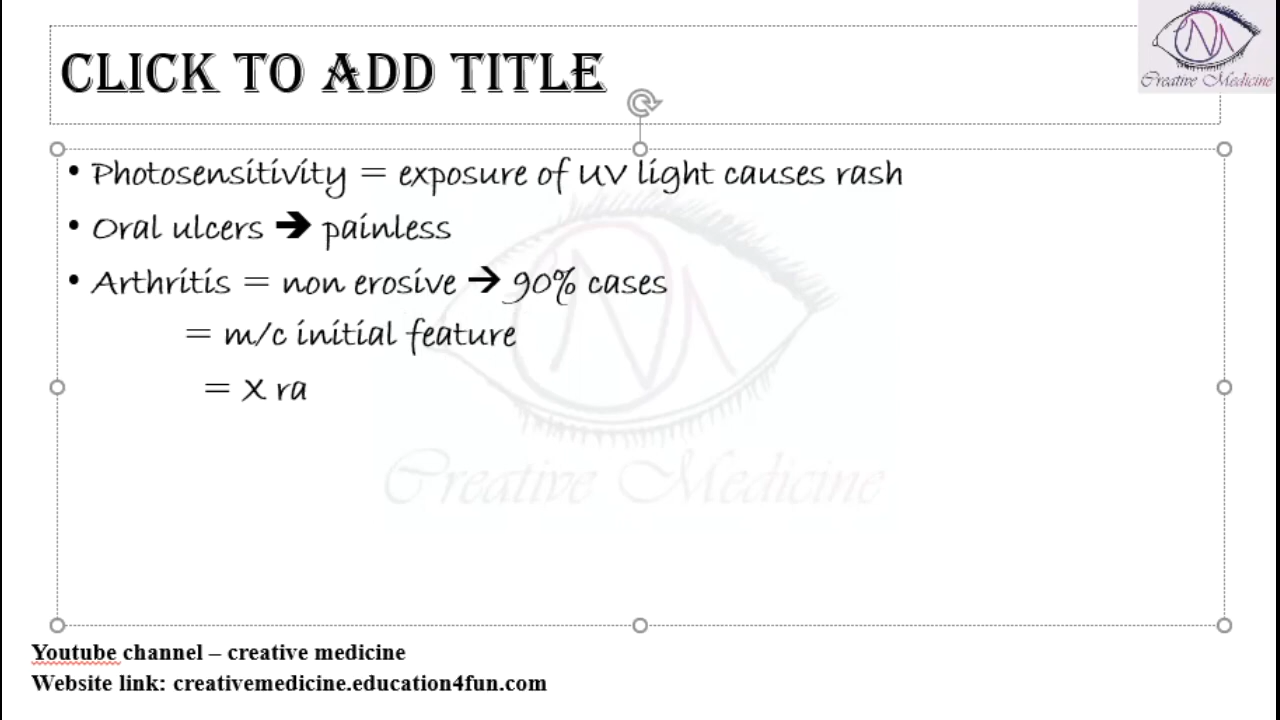 CLICK TO ADD TITLE
Creative Medicine
• Photosensitivity = exposure of UV light causes rash
• Oral ulcers ➔ painless
• Arthritis = non erosive → 90% cases
= m/c initial feature
= X ra
Creative Medicine
Youtube channel – creative medicine
Website link: creativemedicine.education4fun.com